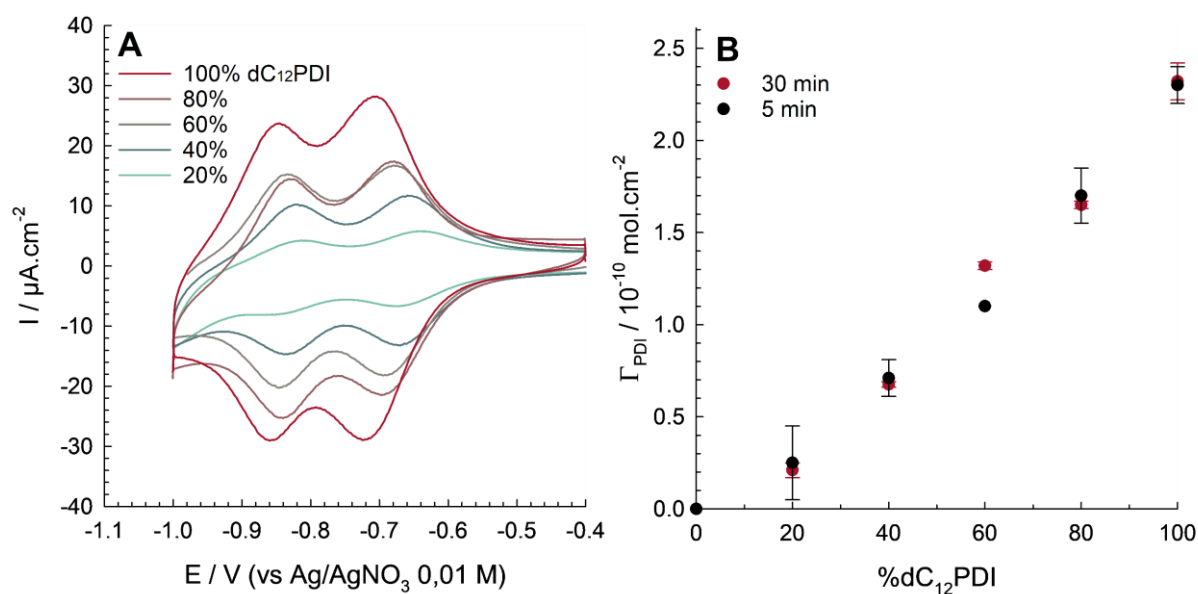 A
100% dC₁₂PDI
80%
60%
40%
20%
40
30
20
10
0
-10
-20
-30
-40
I / µA.cm⁻²
-1.1 -1.0 -0.9 -0.8 -0.7 -0.6 -0.5 -0.4
E / V (vs Ag/AgNO₃ 0,01 M)
B
30 min
5 min
2.5
2.0
1.5
1.0
0.5
0.0
Γ_PDI / 10⁻¹⁰ mol.cm⁻²
0 20 40 60 80 100
%dC₁₂PDI